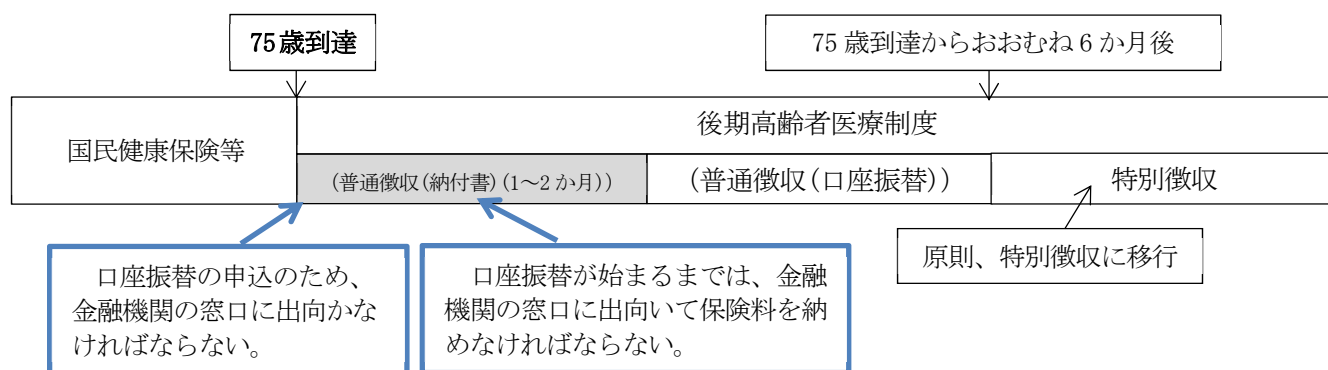 75歳到達
75歳到達からおおむね6か月後
国民健康保険等
後期高齢者医療制度
(普通徴収(納付書)(1～2か月))
(普通徴収(口座振替))
特別徴収
口座振替の申込のため、
金融機関の窓口に出向かな
ければならない。
口座振替が始まるまでは、金融
機関の窓口に出向いて保険料を納
めなければならない。
原則、特別徴収に移行